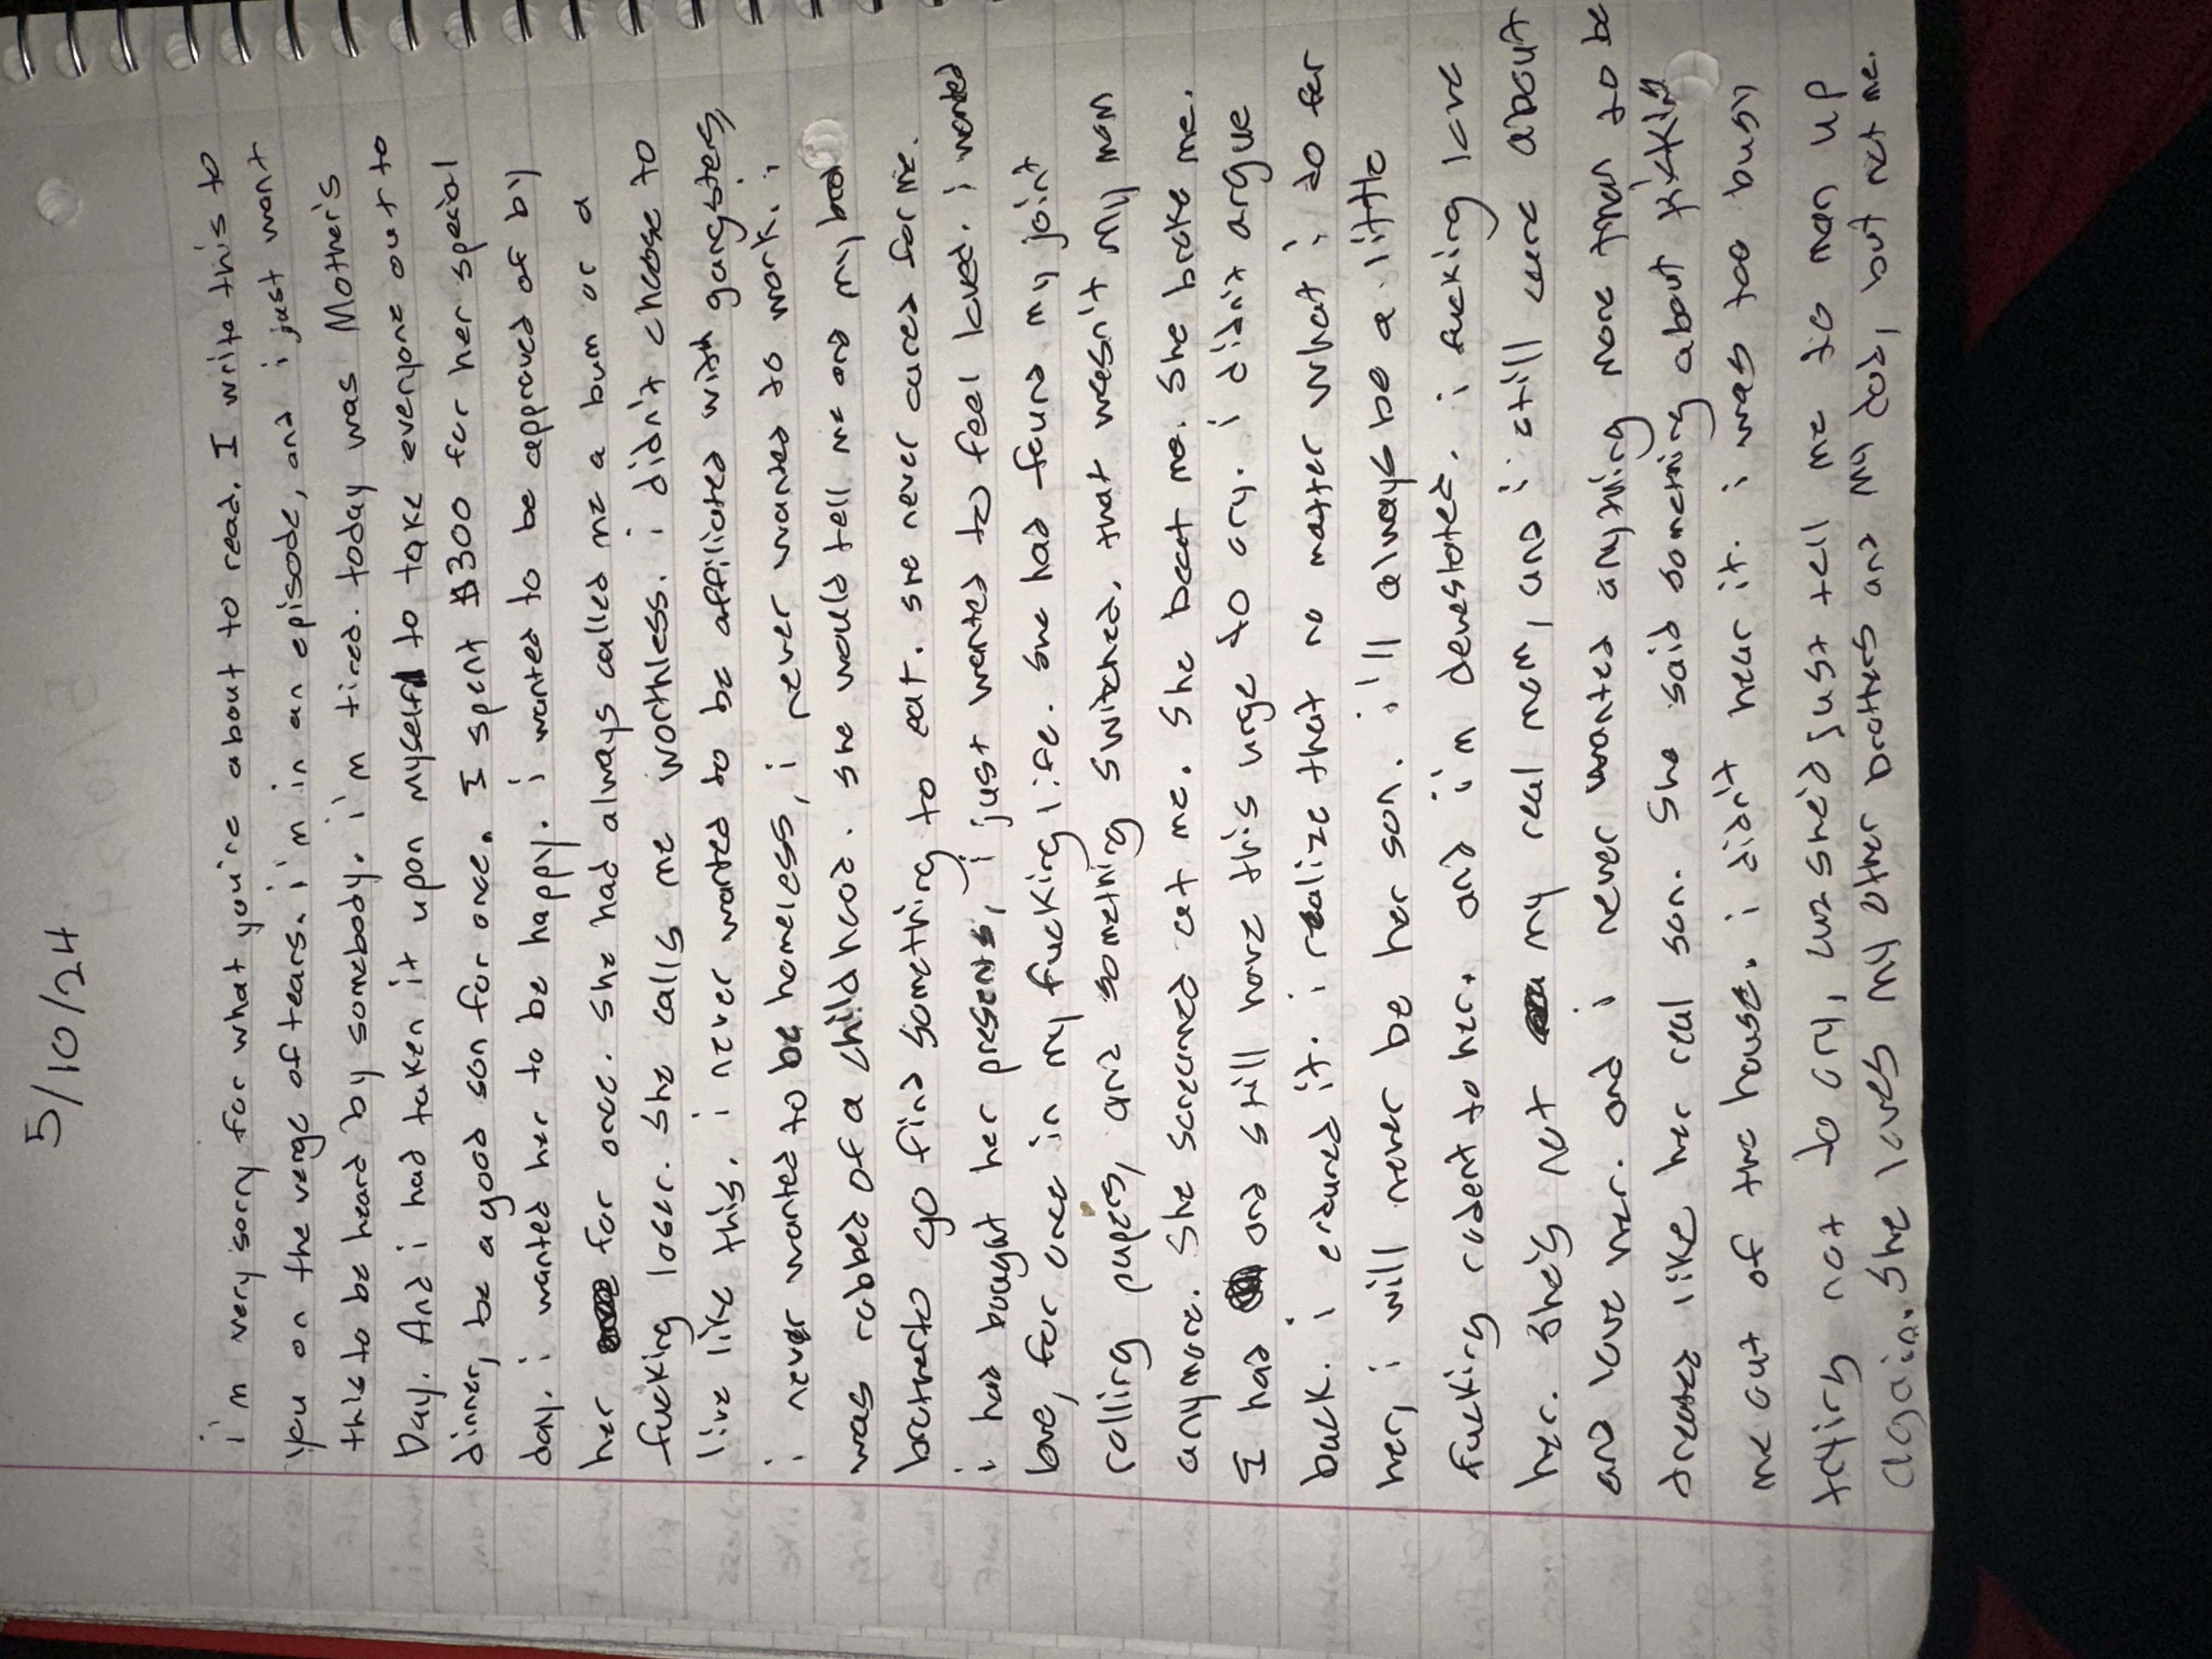 5/10/24
i'm very sorry for what you're about to read. I write this to
you on the verge of tears. i'm in an episode, and i just want
this to be heard by somebody. i'm tired. today was Mother's
Day. And i had taken it upon myself to take everyone out to
dinner, be a good son for once. I spent $300 for her special
day. i wanted her to be happy. i wanted to be approved of by
her for once. She had always called me a bum or a
fucking loser. She calls me worthless. i didn't choose to
live like this. i never wanted to be affiliated with gangsters,
i never wanted to be homeless, i never wanted to work. i
was robbed of a childhood. She would tell me and my
brother to go find something to eat. she never cared for me.
i had bought her presents, i just wanted to feel loved. i wanted
love, for once in my fucking life. She had found my joint
rolling papers, and something switched. that wasn't my mom
anymore. She screamed at me. She beat me. She broke me.
I had and still have this urge to cry. i didn't argue
back. i endured it. i realize that no matter what i do for
her, i will never be her son. i'll always be a little
fucking rodent to her. and i'm devestated. i fucking love
her. She's not my real mom, and i still care about
and love her. and i never wanted anything more than to be
treated like her real son. She said something about kicking
me out of the house. i didn't hear it. i was too busy
trying not to cry, cuz she'd just tell me to man up
again. She loves my other brothers and my dad, but not me.